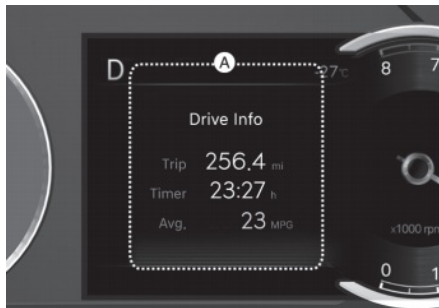 D
A
-27°C
Drive Info
Trip 256.4 mi
Timer 23:27 h
Avg. 23 MPG
8 7
x1000 rpm
0 1